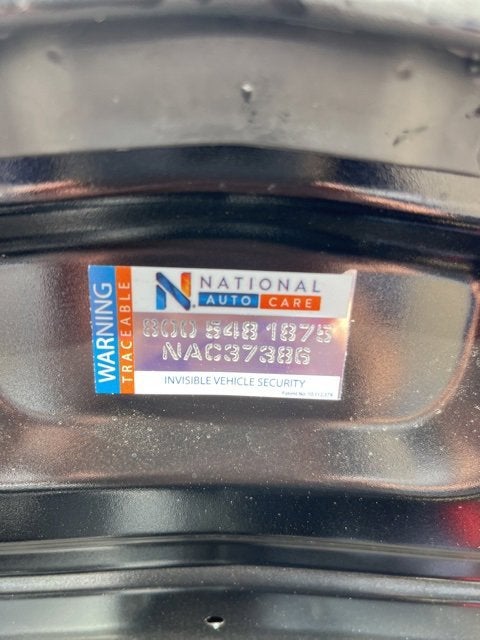 WARNING
TRACEABLE
N NATIONAL
AUTO CARE
800 548 1875
NAC37386
INVISIBLE VEHICLE SECURITY